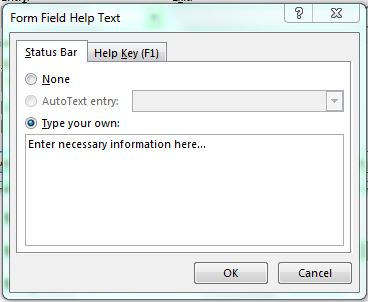 Form Field Help Text
Status Bar Help Key (F1)
None
AutoText entry:
Type your own:
Enter necessary information here...
OK Cancel